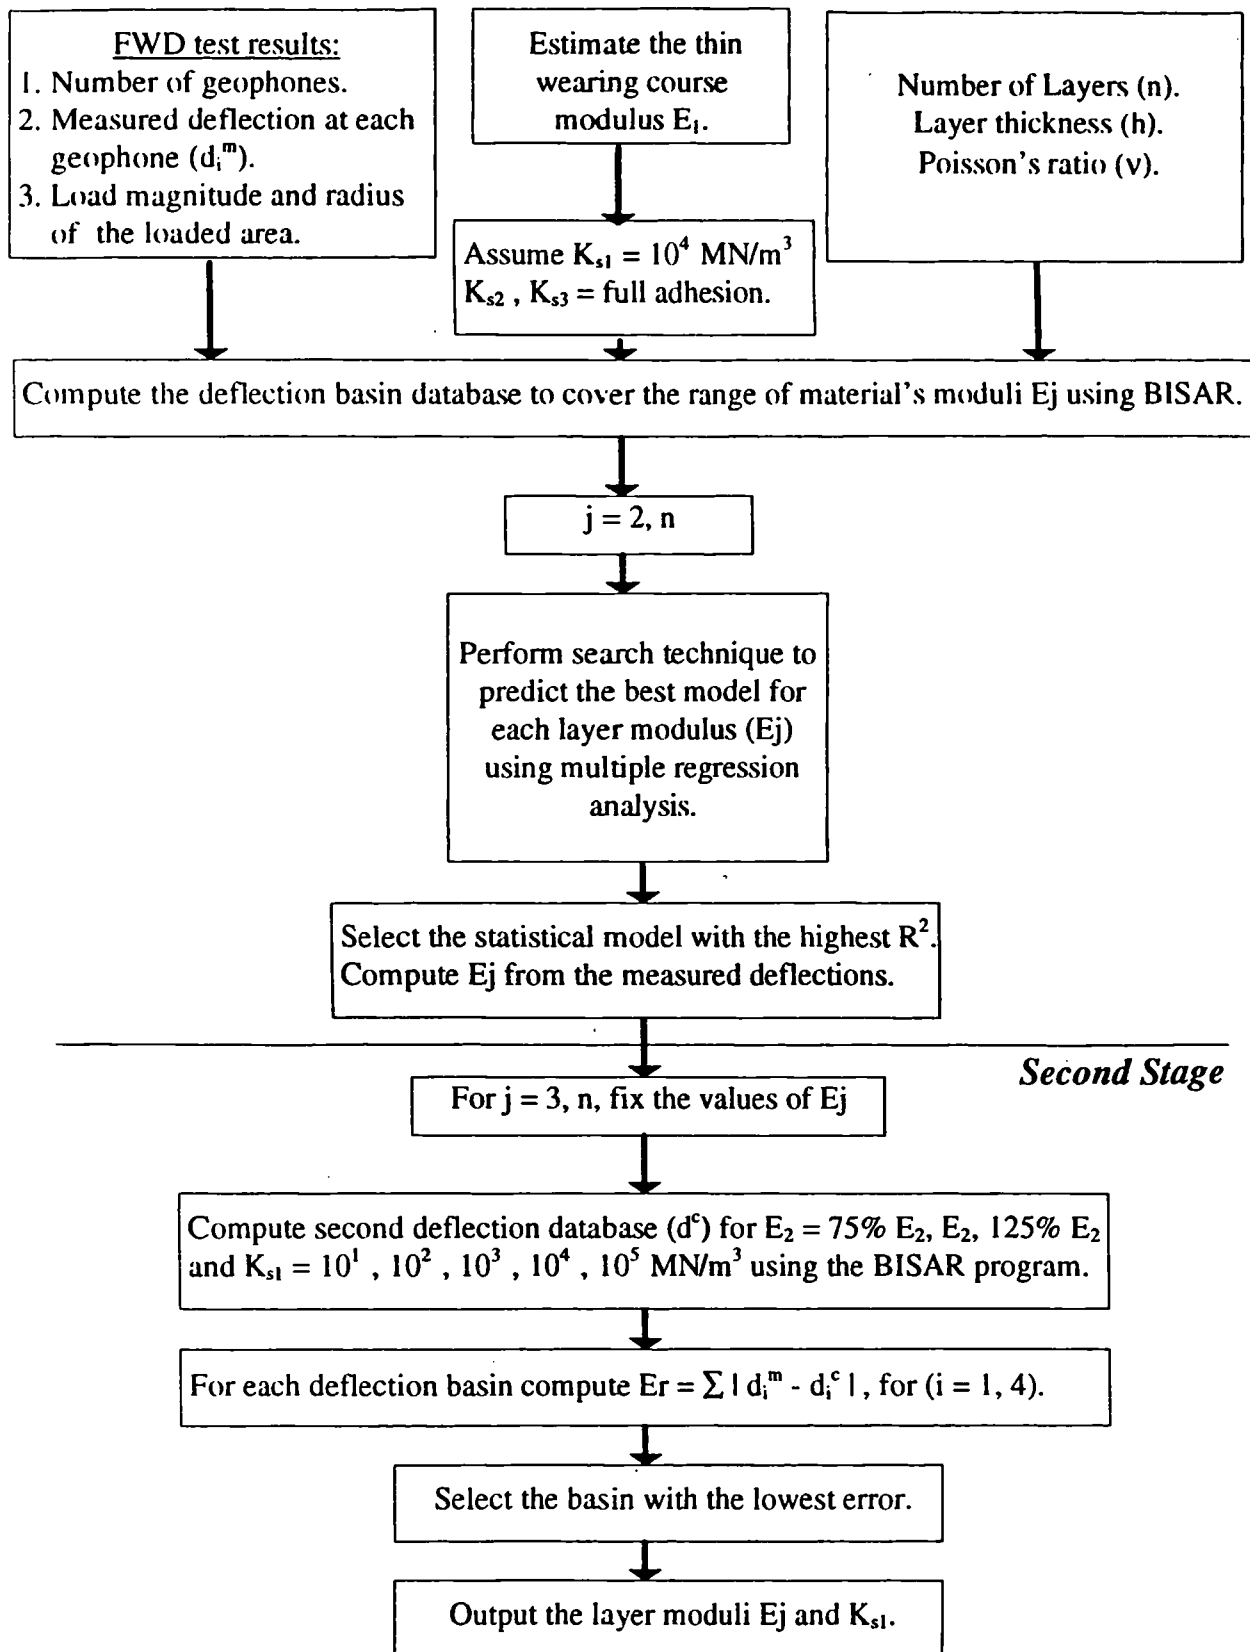 FWD test results:
1. Number of geophones.
2. Measured deflection at each
geophone (dᵢᵐ).
3. Load magnitude and radius
of the loaded area.
Estimate the thin
wearing course
modulus E₁.
Number of Layers (n).
Layer thickness (h).
Poisson's ratio (ν).
Assume Kₛ₁ = 10⁴ MN/m³
Kₛ₂ , Kₛ₃ = full adhesion.
Compute the deflection basin database to cover the range of material's moduli Ej using BISAR.
j = 2, n
Perform search technique to
predict the best model for
each layer modulus (Ej)
using multiple regression
analysis.
Select the statistical model with the highest R².
Compute Ej from the measured deflections.
Second Stage
For j = 3, n, fix the values of Ej
Compute second deflection database (dᶜ) for E₂ = 75% E₂, E₂, 125% E₂
and Kₛ₁ = 10¹ , 10² , 10³ , 10⁴ , 10⁵ MN/m³ using the BISAR program.
For each deflection basin compute Er = ∑ | dᵢᵐ - dᵢᶜ | , for (i = 1, 4).
Select the basin with the lowest error.
Output the layer moduli Ej and Kₛ₁.